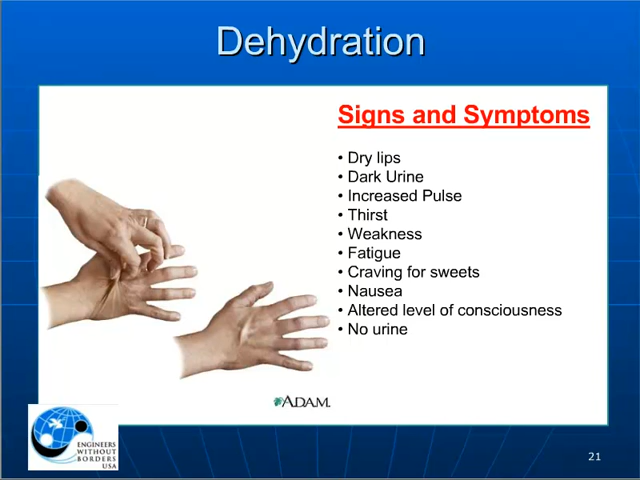 Dehydration
Signs and Symptoms
• Dry lips
• Dark Urine
• Increased Pulse
• Thirst
• Weakness
• Fatigue
• Craving for sweets
• Nausea
• Altered level of consciousness
• No urine
ADAM.
ENGINEERS
WITHOUT
BORDERS
USA
21